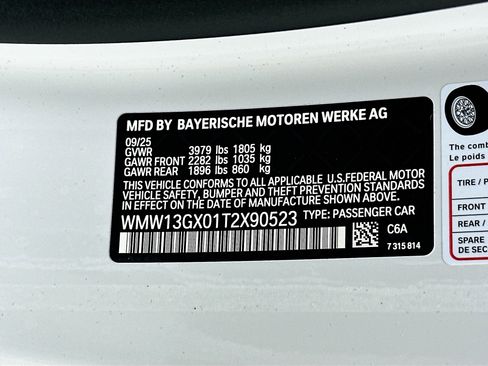 MFD BY BAYERISCHE MOTOREN WERKE AG
09/25
GVWR 3979 lbs 1805 kg
GAWR FRONT 2282 lbs 1035 kg
GAWR REAR 1896 lbs 860 kg
THIS VEHICLE CONFORMS TO ALL APPLICABLE U.S.FEDERAL MOTOR
VEHICLE SAFETY, BUMPER AND THEFT PREVENTION STANDARDS
IN EFFECT ON THE DATE OF MANUFACTURE SHOWN ABOVE.
WMW13GX01T2X90523 TYPE: PASSENGER CAR
C6A
7 315 814
The comb
Le poids
TIRE / P
FRONT
REAR /
SPARE
DE SEC